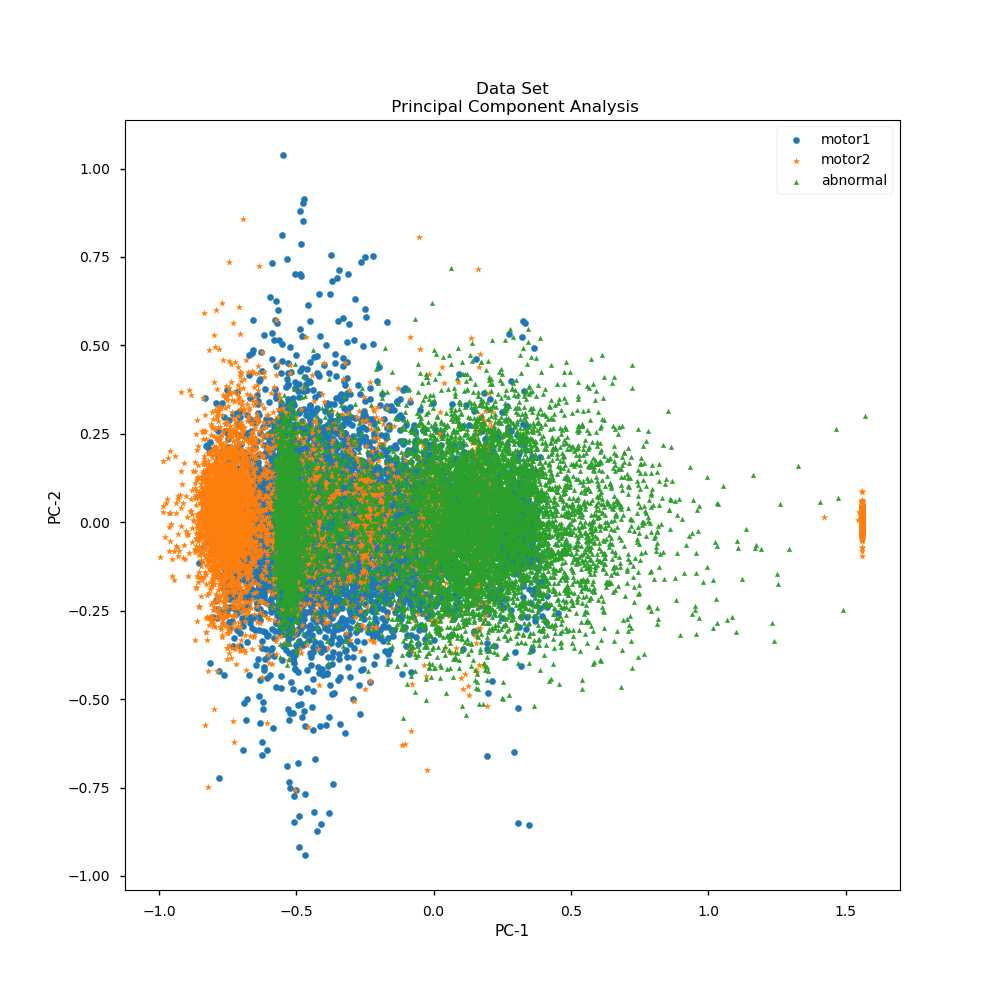 Data Set
Principal Component Analysis
motor1
motor2
abnormal
1.00
0.75
0.50
0.25
0.00
−0.25
−0.50
−0.75
−1.00
PC-2
−1.0
−0.5
0.0
0.5
1.0
1.5
PC-1